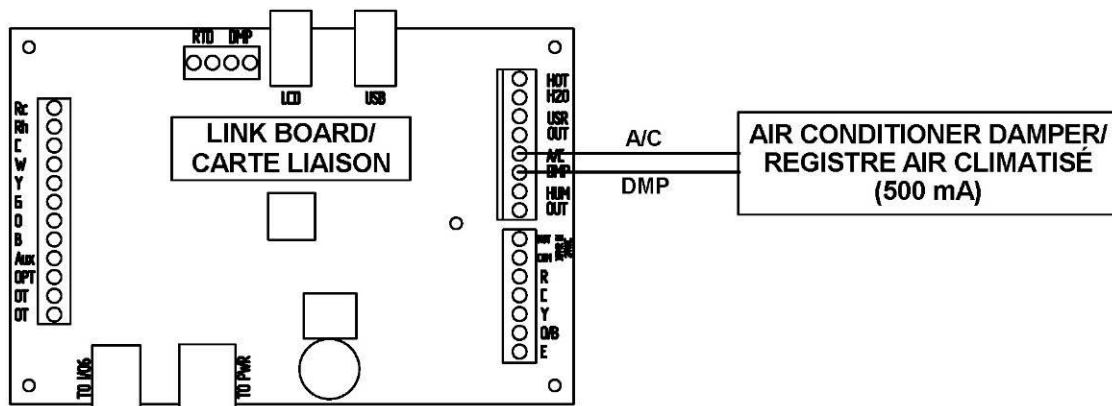 RTD DMP
LCD
USB
LINK BOARD/
CARTE LIAISON
Rc
Rh
C
W
Y
G
O
B
Aux
OPT
OT
OT
HOT
H2O
USR
OUT
A/C
DMP
HUM
OUT
R
C
Y
O/B
E
TO I/O6
TO PWR
A/C
DMP
AIR CONDITIONER DAMPER/
REGISTRE AIR CLIMATISÉ
(500 mA)